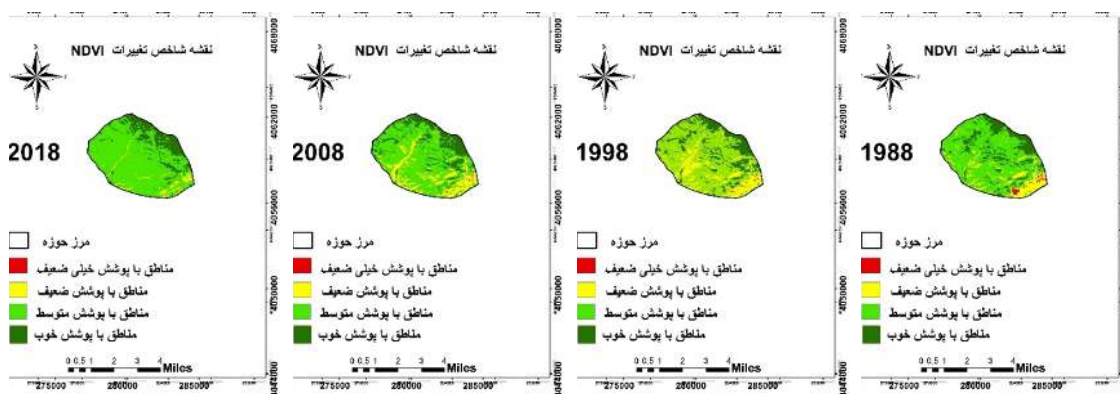 نقشه شاخص تغییرات NDVI
2018
مرز حوزه
مناطق با پوشش خیلی ضعیف
مناطق با پوشش ضعیف
مناطق با پوشش متوسط
مناطق با پوشش خوب
0 0.5 1 2 3 4
Miles
275000 280000 285000
4068000
4062000
نقشه شاخص تغییرات NDVI
2008
مرز حوزه
مناطق با پوشش خیلی ضعیف
مناطق با پوشش ضعیف
مناطق با پوشش متوسط
مناطق با پوشش خوب
0 0.5 1 2 3 4
Miles
275000 280000 285000
4068000
4062000
نقشه شاخص تغییرات NDVI
1998
مرز حوزه
مناطق با پوشش خیلی ضعیف
مناطق با پوشش ضعیف
مناطق با پوشش متوسط
مناطق با پوشش خوب
0 0.5 1 2 3 4
Miles
275000 280000 285000
4068000
4062000
نقشه شاخص تغییرات NDVI
1988
مرز حوزه
مناطق با پوشش خیلی ضعیف
مناطق با پوشش ضعیف
مناطق با پوشش متوسط
مناطق با پوشش خوب
0 0.5 1 2 3 4
Miles
275000 280000 285000
4068000
4062000